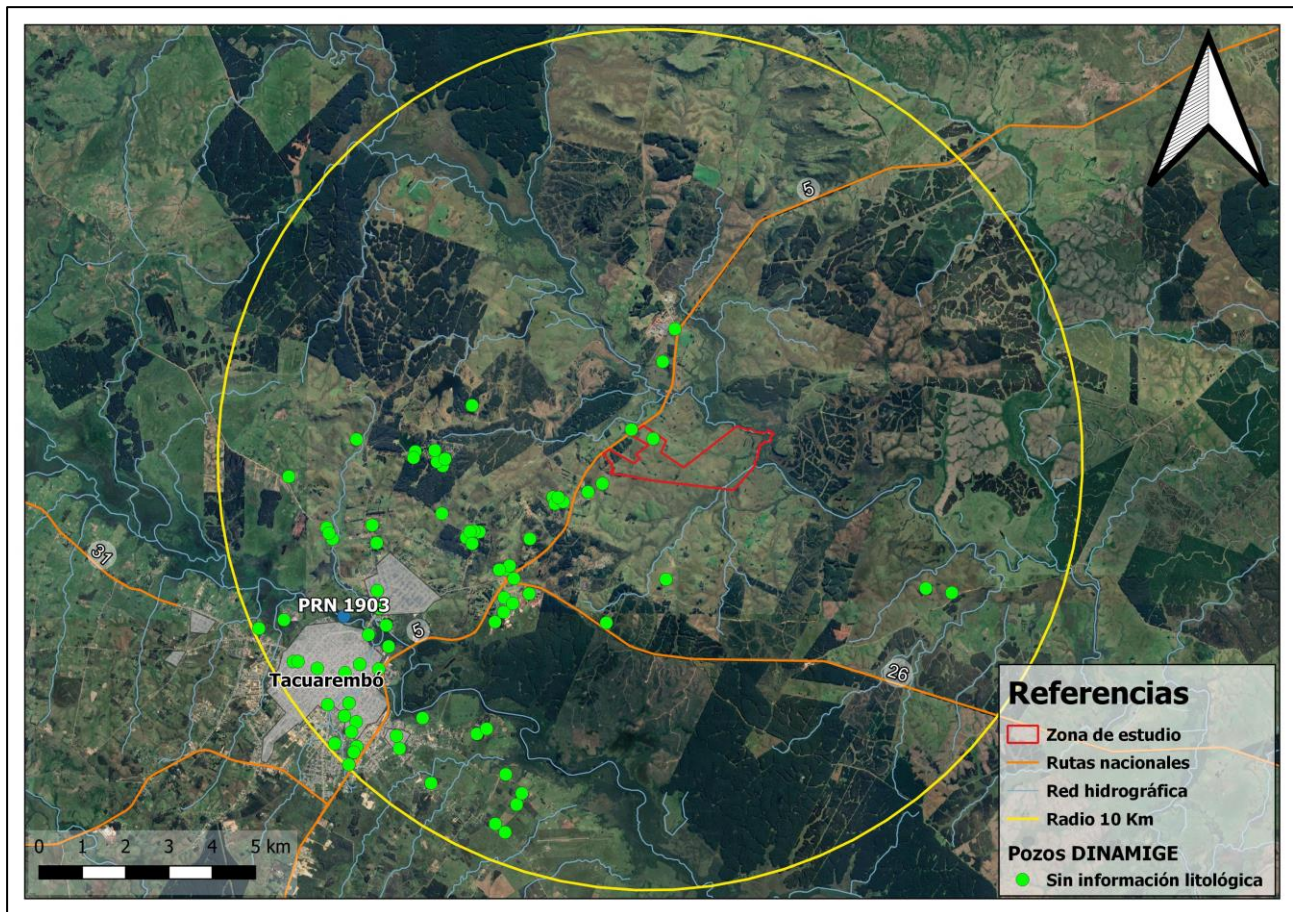 5
31
PRN 1903
5
Tacuarembó
26
0 1 2 3 4 5 km
Referencias
Zona de estudio
Rutas nacionales
Red hidrográfica
Radio 10 Km
Pozos DINAMIGE
Sin información litológica